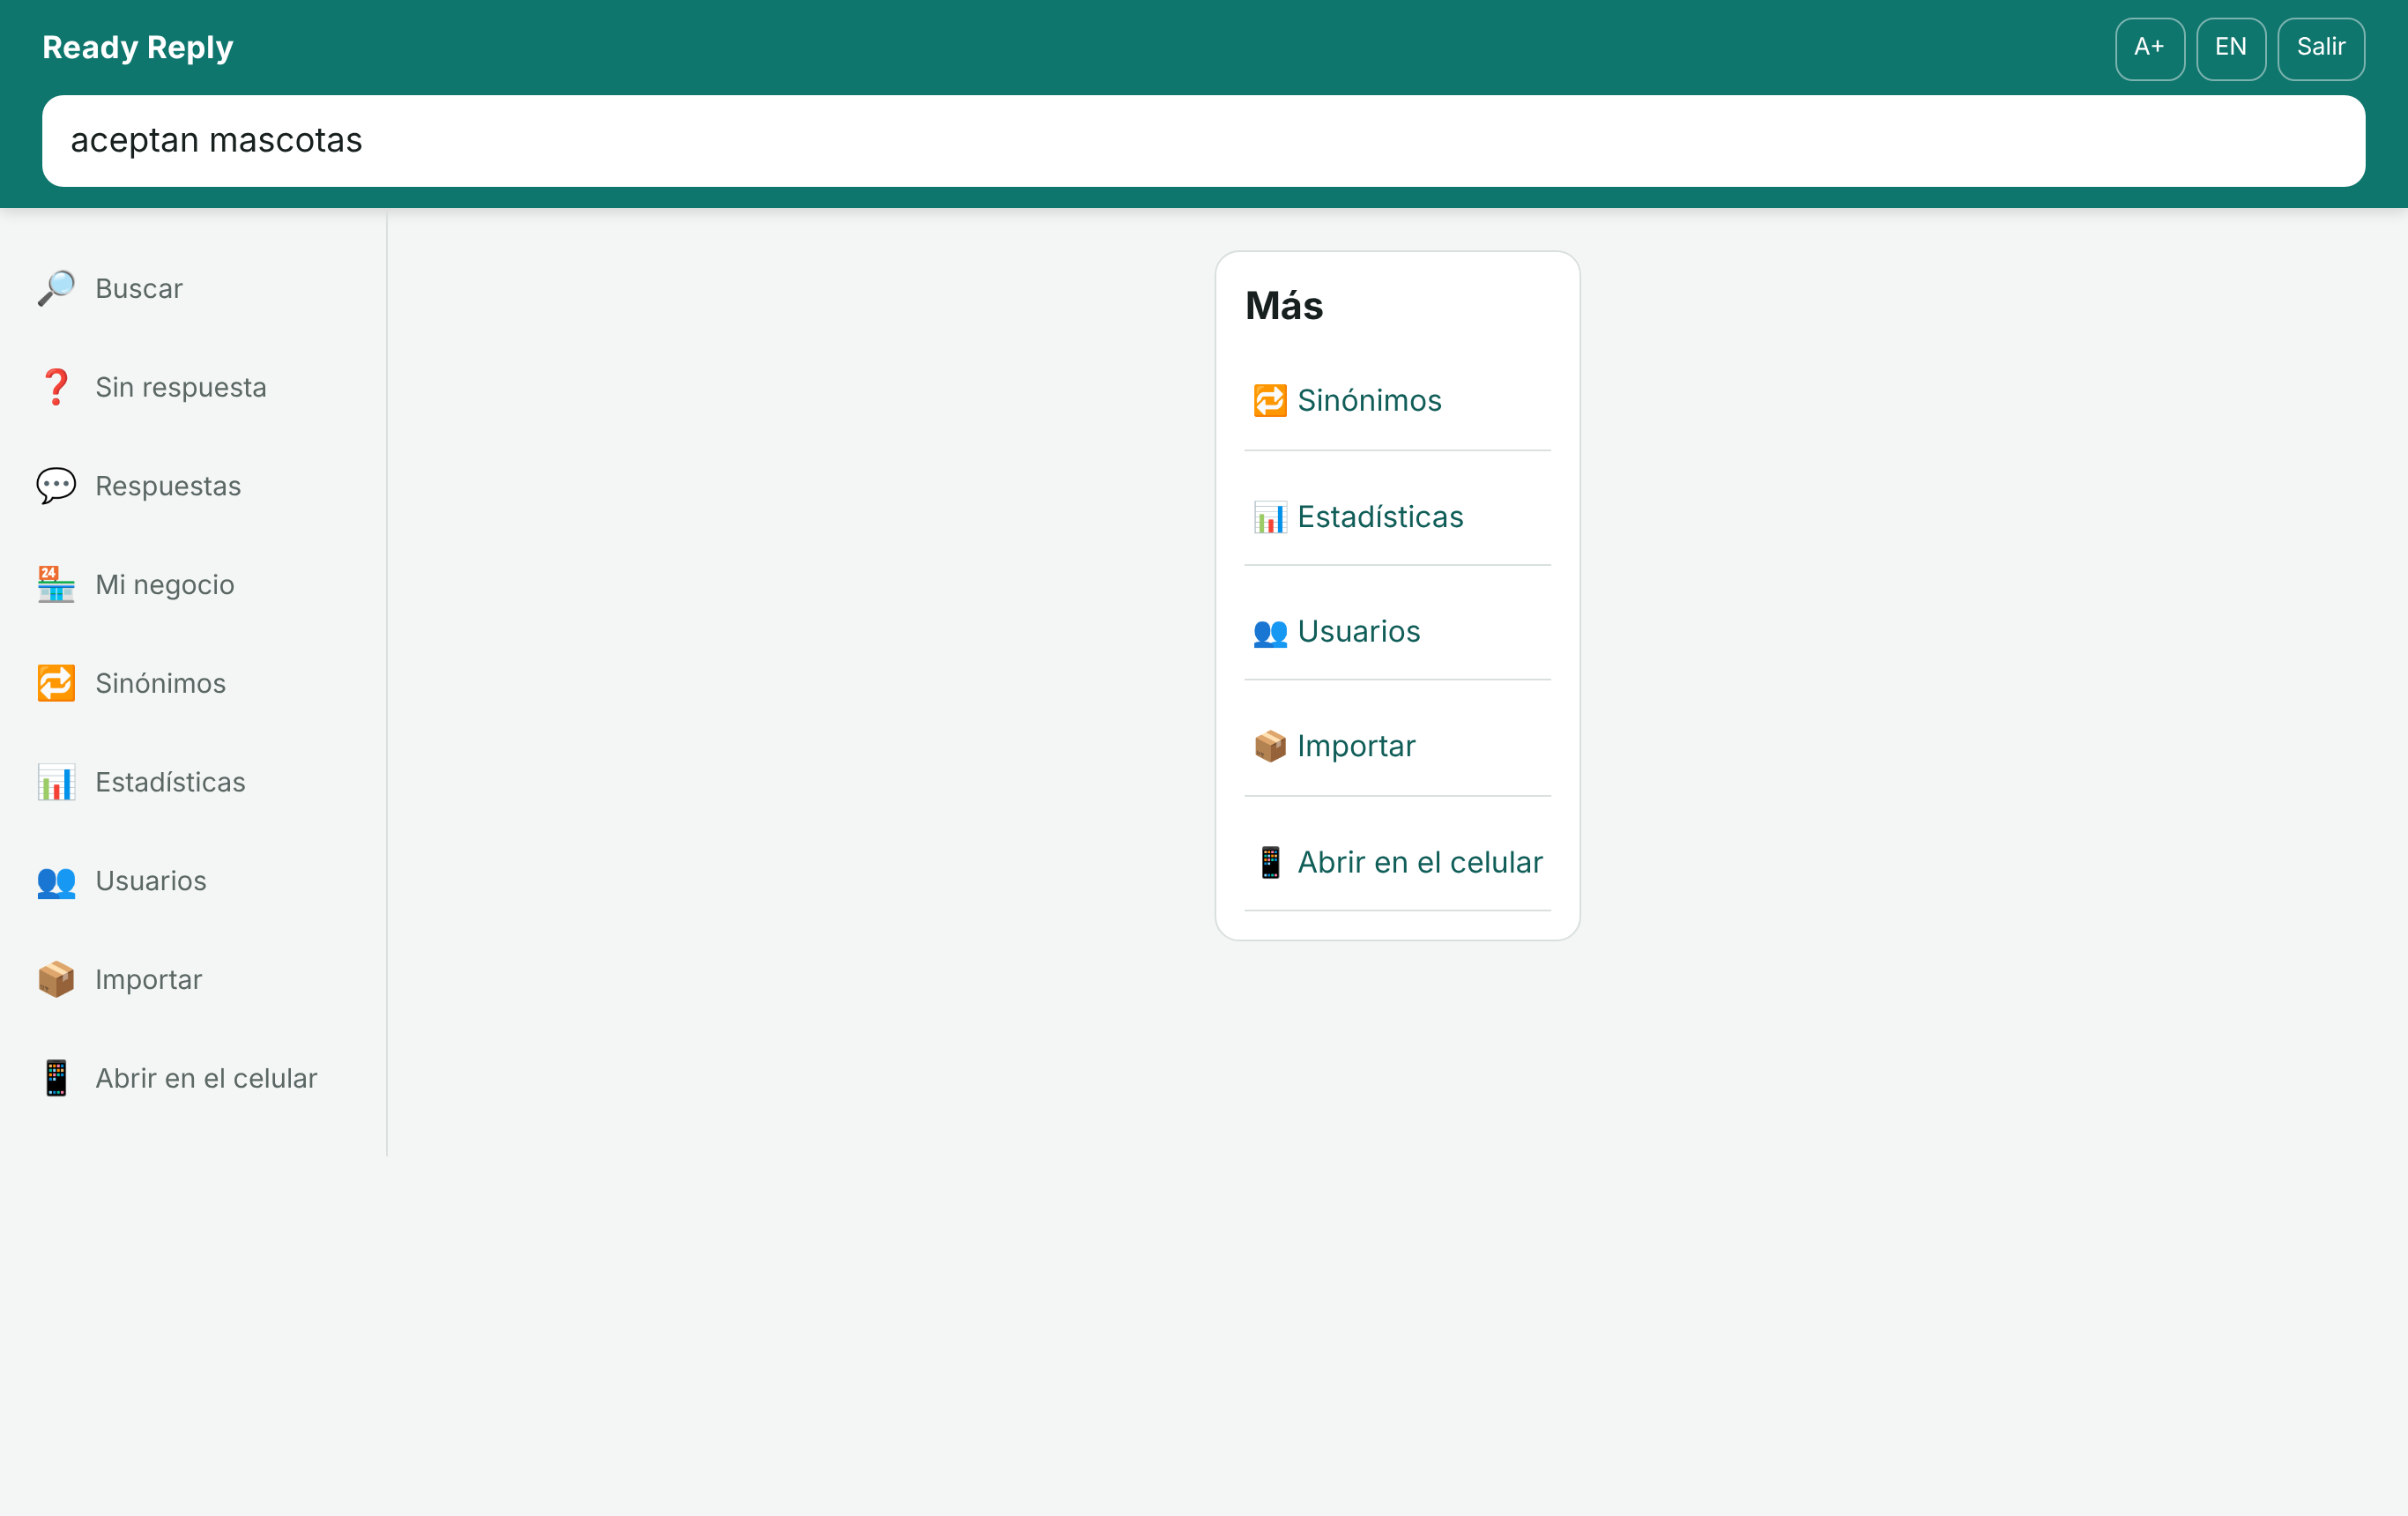 Ready Reply
A+ EN Salir
aceptan mascotas
Buscar
Sin respuesta
Respuestas
24
Mi negocio
Sinónimos
Estadísticas
Usuarios
Importar
Abrir en el celular
Más
Sinónimos
Estadísticas
Usuarios
Importar
Abrir en el celular